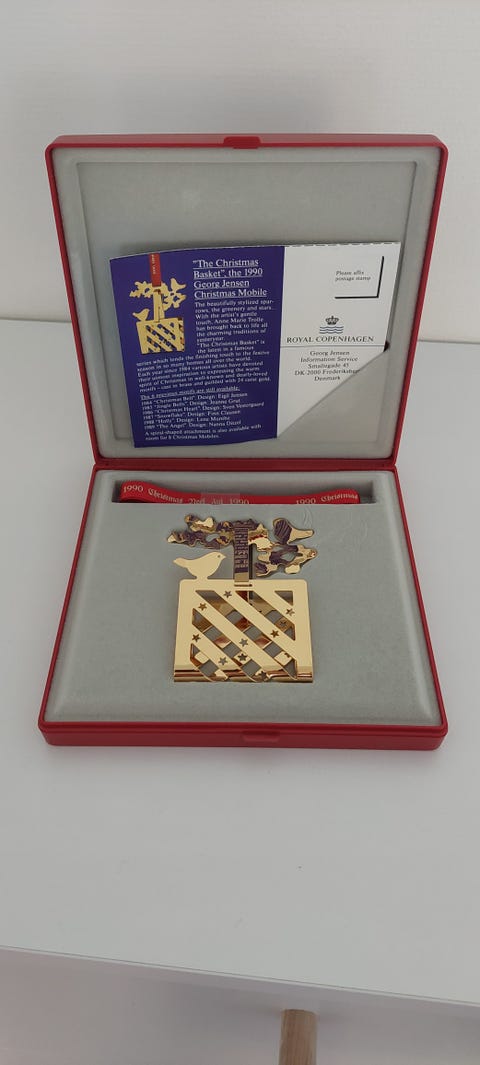 "The Christmas
Basket", the 1990
Georg Jensen
Christmas Mobile
The beautifully stylized spar-
rows, the greenery and stars...
With the artist's gentle
touch, Anne Marie Trolle
has brought back to life all
the charming traditions of
yesteryear.
"The Christmas Basket" is
the latest in a famous
series which lends the finishing touch to the festive
season in so many homes all over the world.
Each year since 1984 various artists have devoted
their utmost inspiration to expressing the warm
spirit of Christmas in well-known and dearly-loved
motifs - cast in brass and guilded with 24 carat gold.
The 6 previous motifs are still available:
1984 "Christmas Bell": Design: Eigil Jensen
1985 "Jingle Bells": Design: Jeanne Grut
1986 "Christmas Heart": Design: Sven Vestergaard
1987 "Snowflake": Design: Finn Clausen
1988 "Holly": Design: Lene Munthe
1989 "The Angel": Design: Nanna Ditzel
A spiral-shaped attachment is also available with
room for 8 Christmas Mobiles.
Please affix
postage stamp
ROYAL COPENHAGEN
Georg Jensen
Information Service
Smallegade 45
DK-2000 Frederiksberg
Denmark
1990 Christmas Noël Jul 1990
1990 Christmas